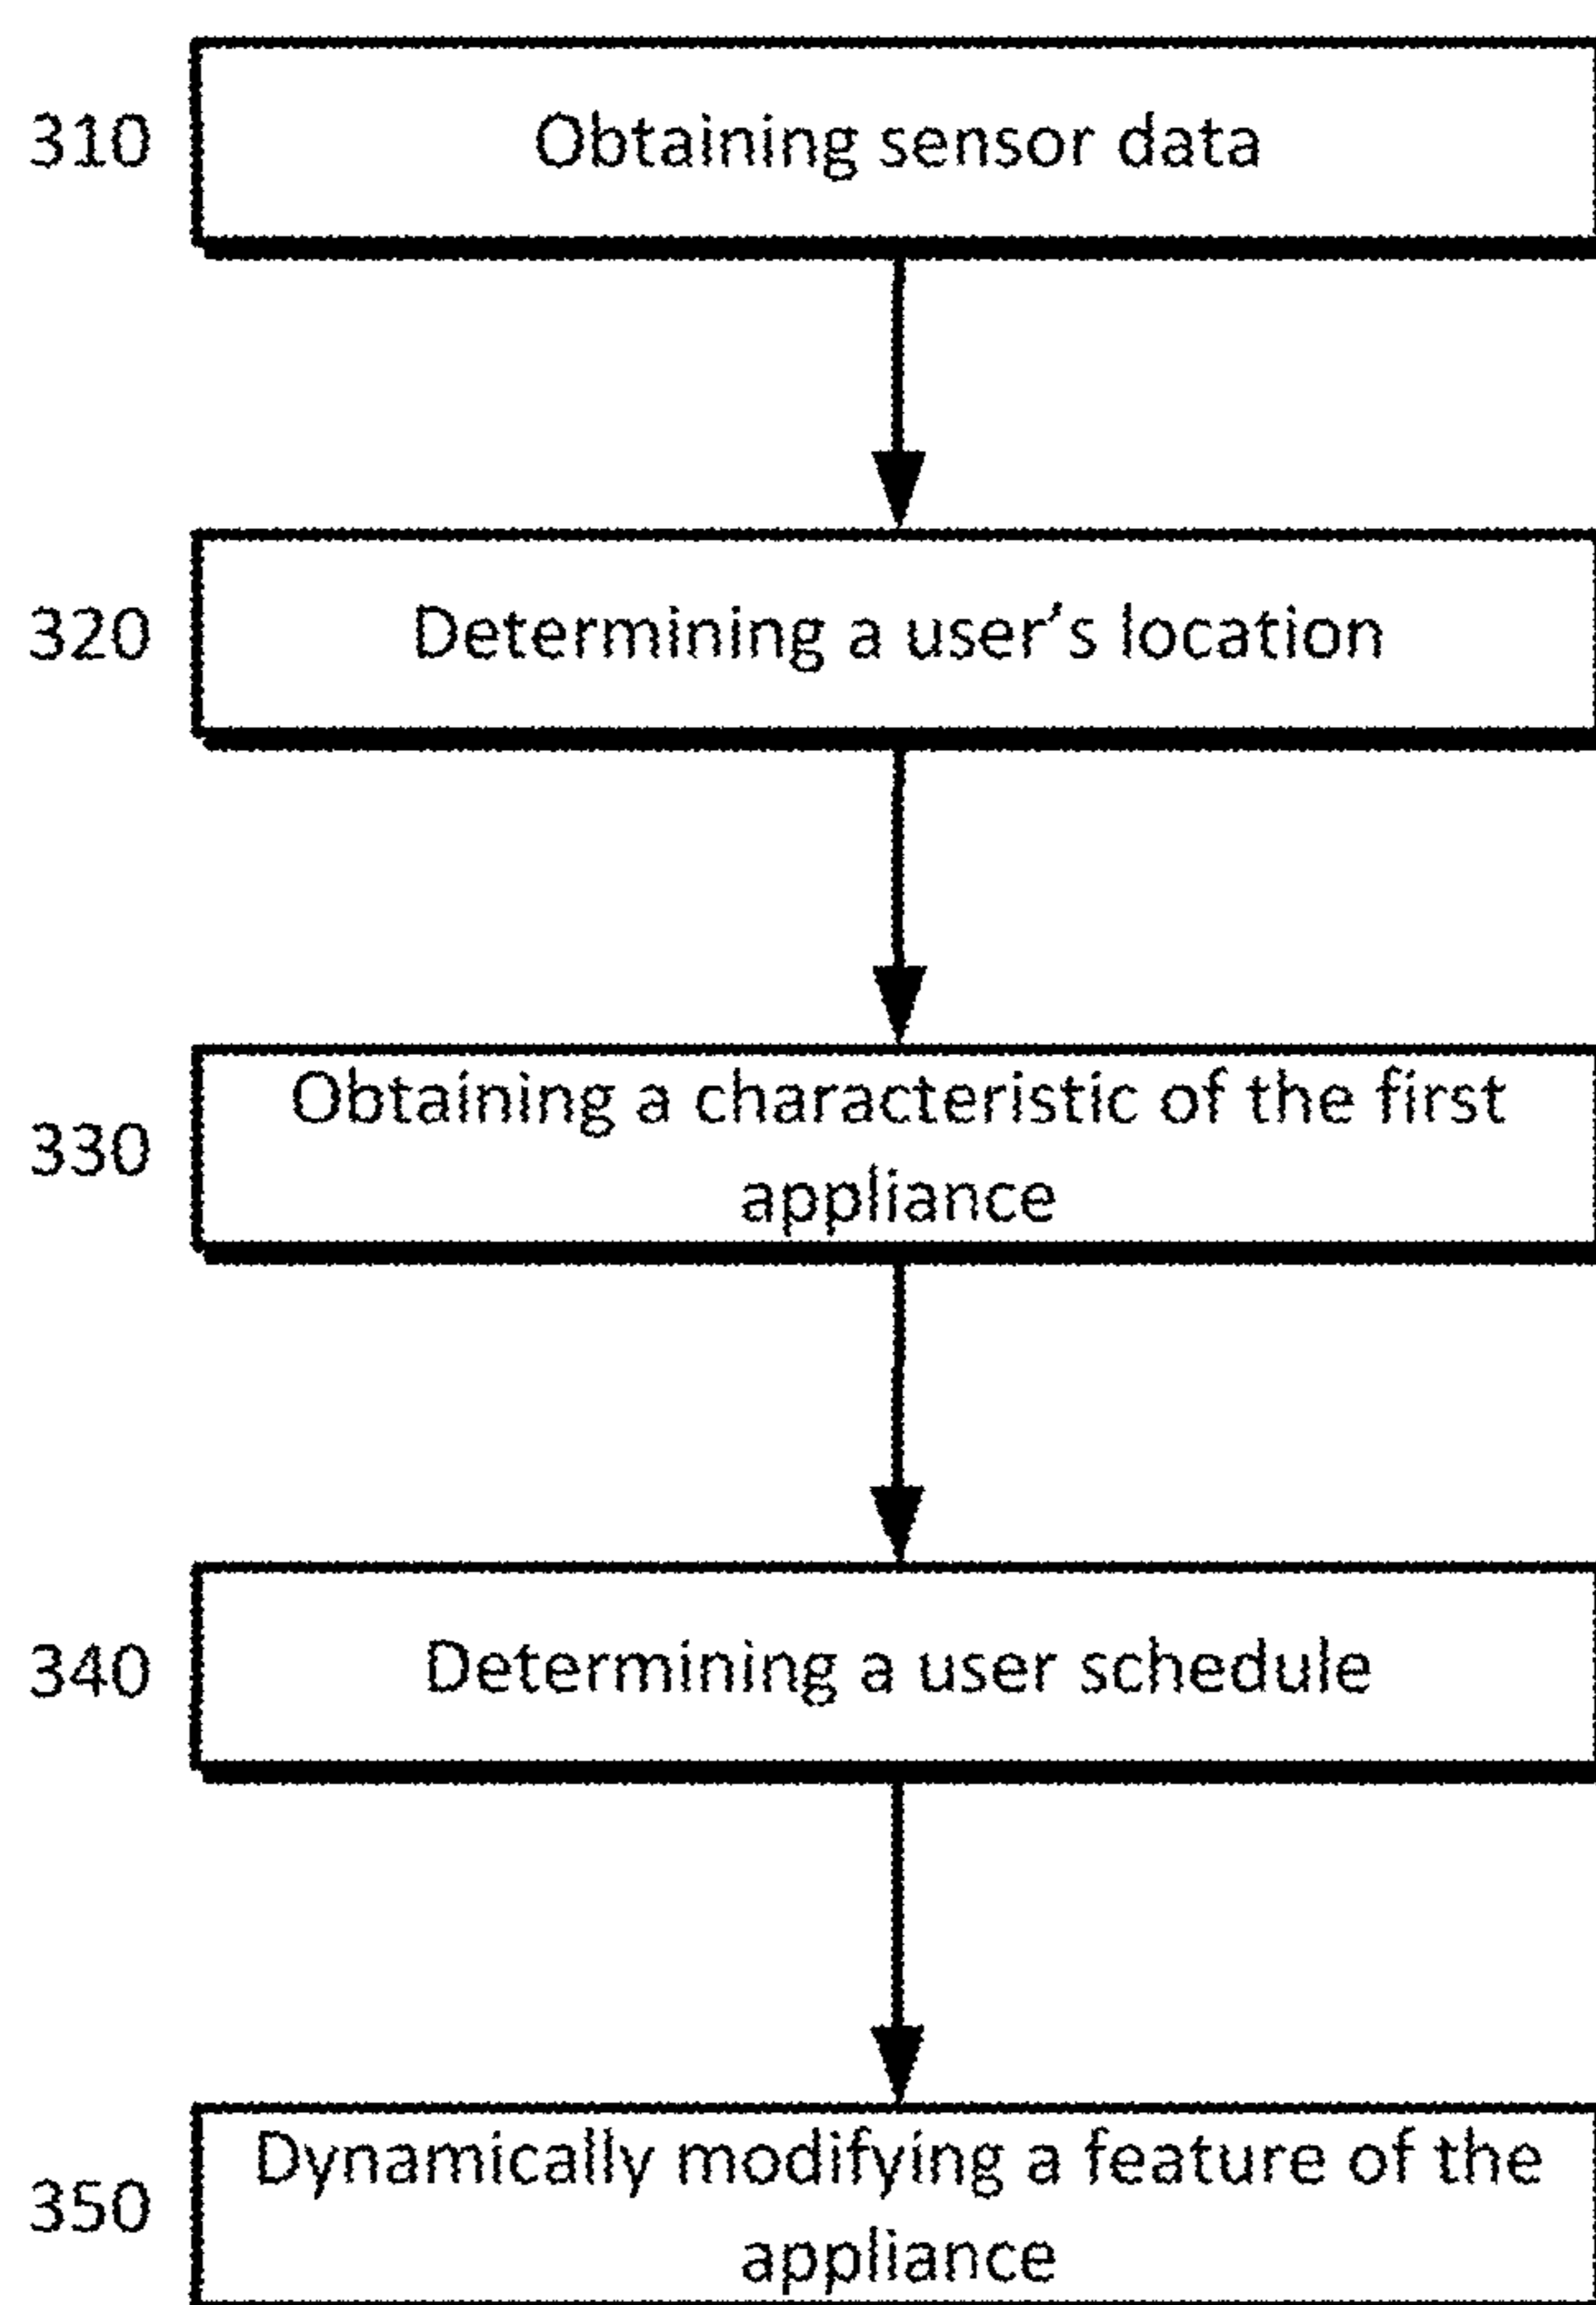 310
Obtaining sensor data
320
Determining a user's location
330
Obtaining a characteristic of the first
appliance
340
Determining a user schedule
350
Dynamically modifying a feature of the
appliance